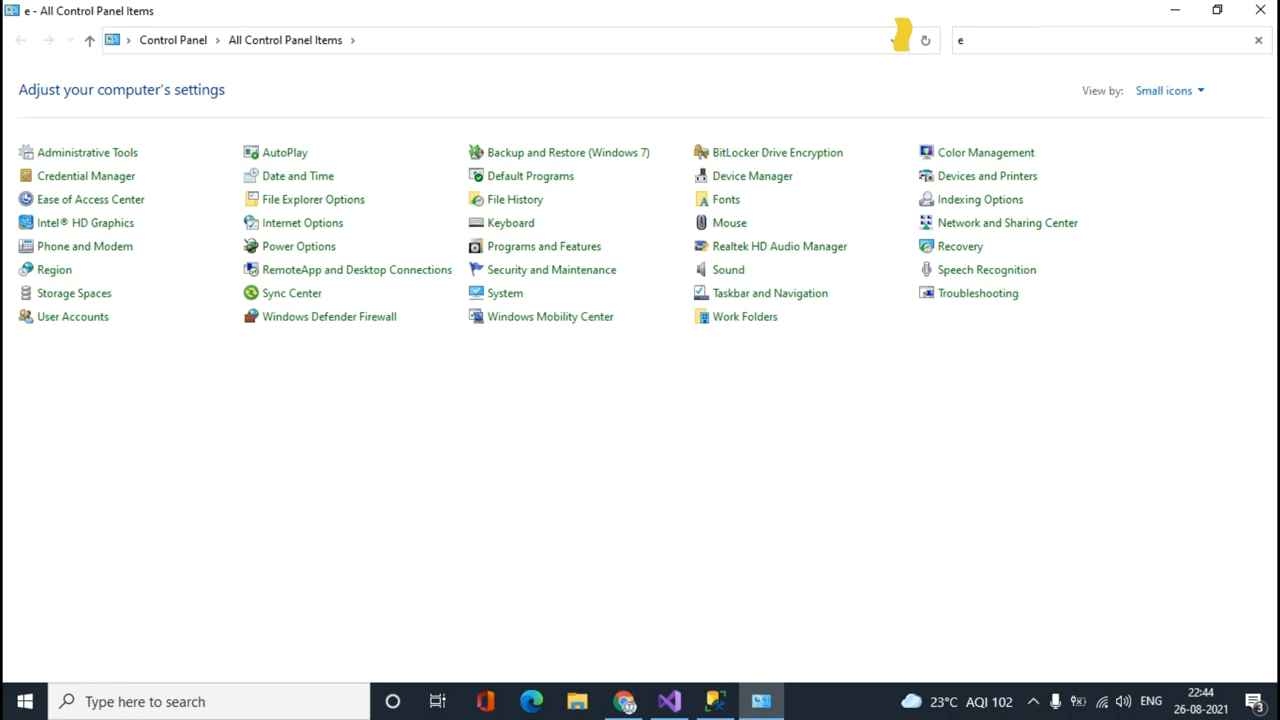 e - All Control Panel Items
Control Panel
All Control Panel Items
e
Adjust your computer's settings
View by: Small icons
Administrative Tools
AutoPlay
Backup and Restore (Windows 7)
BitLocker Drive Encryption
Color Management
Credential Manager
Date and Time
Default Programs
Device Manager
Devices and Printers
Ease of Access Center
File Explorer Options
File History
Fonts
Indexing Options
Intel® HD Graphics
Internet Options
Keyboard
Mouse
Network and Sharing Center
Phone and Modem
Power Options
Programs and Features
Realtek HD Audio Manager
Recovery
Region
RemoteApp and Desktop Connections
Security and Maintenance
Sound
Speech Recognition
Storage Spaces
Sync Center
System
Taskbar and Navigation
Troubleshooting
User Accounts
Windows Defender Firewall
Windows Mobility Center
Work Folders
Type here to search
23°C AQI 102
ENG
22:44
26-08-2021
3